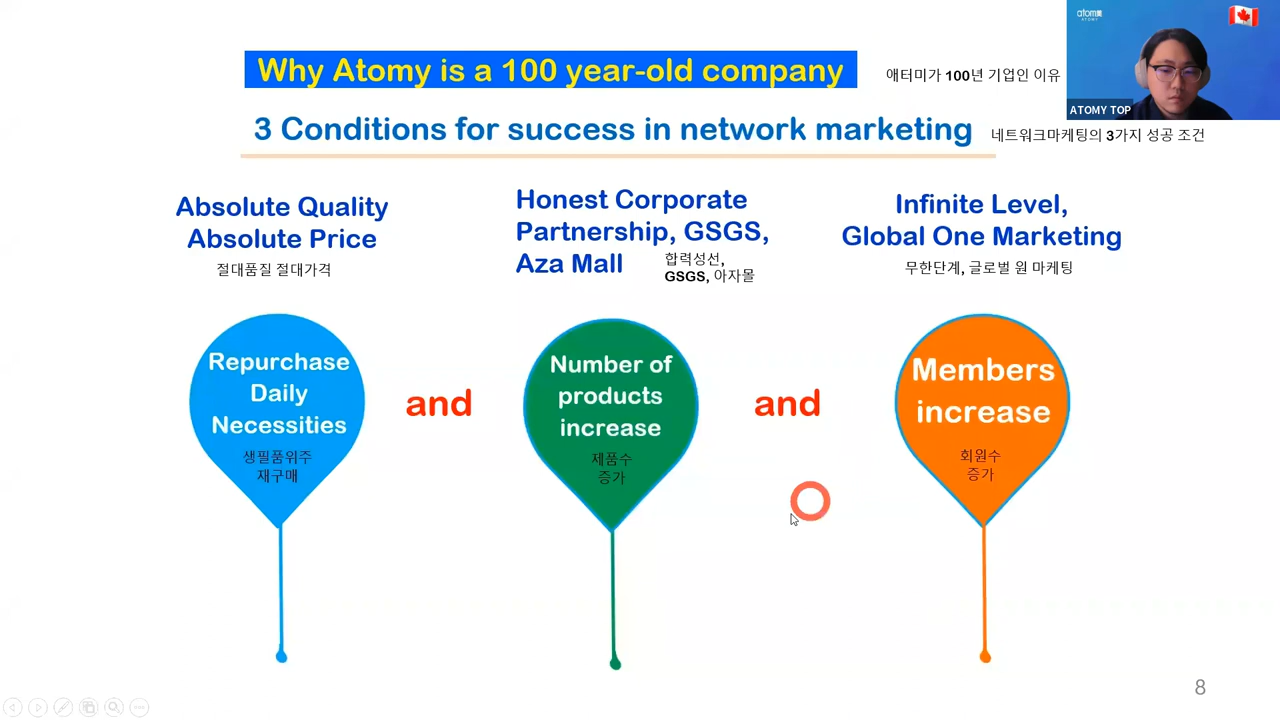 atom美
ATOMY
Why Atomy is a 100 year-old company
애터미가 100년 기업인 이유
ATOMY TOP
3 Conditions for success in network marketing
네트워크마케팅의 3가지 성공 조건
Absolute Quality
Absolute Price
절대품질 절대가격
Honest Corporate
Partnership, GSGS,
Aza Mall
합력성선,
GSGS, 아자몰
Infinite Level,
Global One Marketing
무한단계, 글로벌 원 마케팅
Repurchase
Daily
Necessities
생필품위주
재구매
and
Number of
products
increase
제품수
증가
and
Members
increase
회원수
증가
8